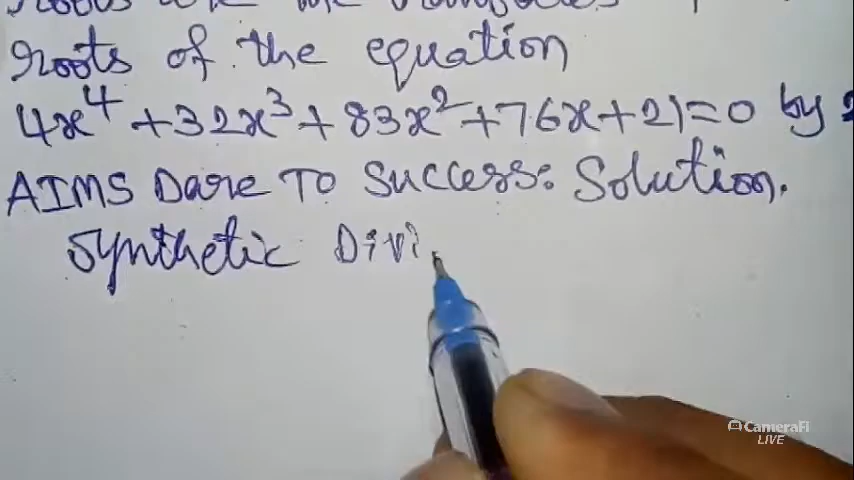 roots of the equation
4x⁴ + 32x³ + 83x² + 76x + 21 = 0 by
AIMS Dare To Success: Solution.
Synthetic Divi
CameraFi
LIVE